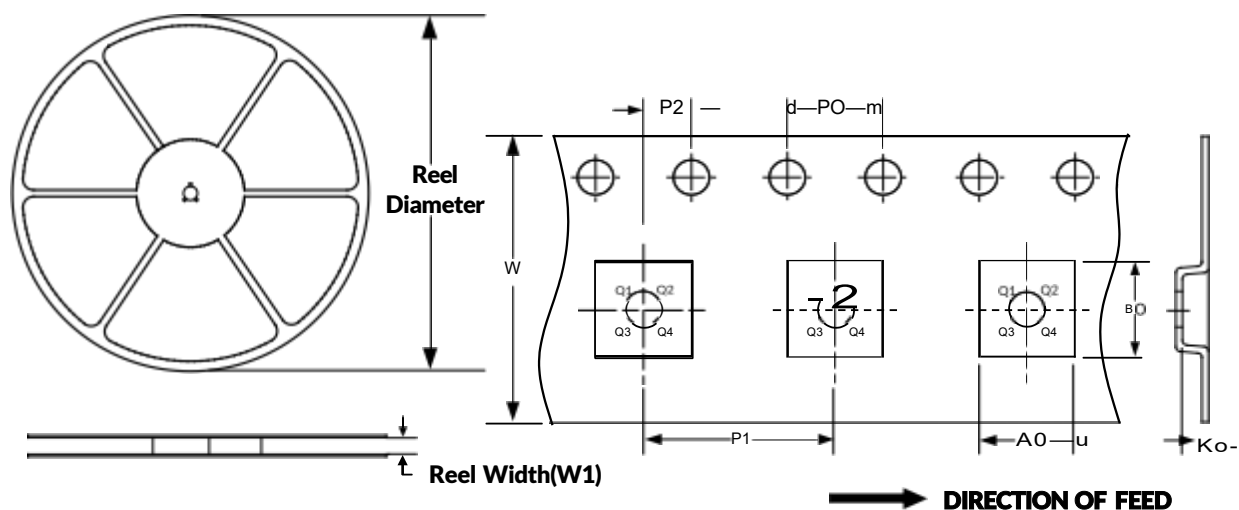 P2 —
d—PO—m
Reel
Diameter
W
Q1 Q2
Q3 Q4
-2
Q3 Q4
Q1 Q2
Q3 Q4
B0
P1
A0—u
Ko-
Reel Width(W1)
DIRECTION OF FEED